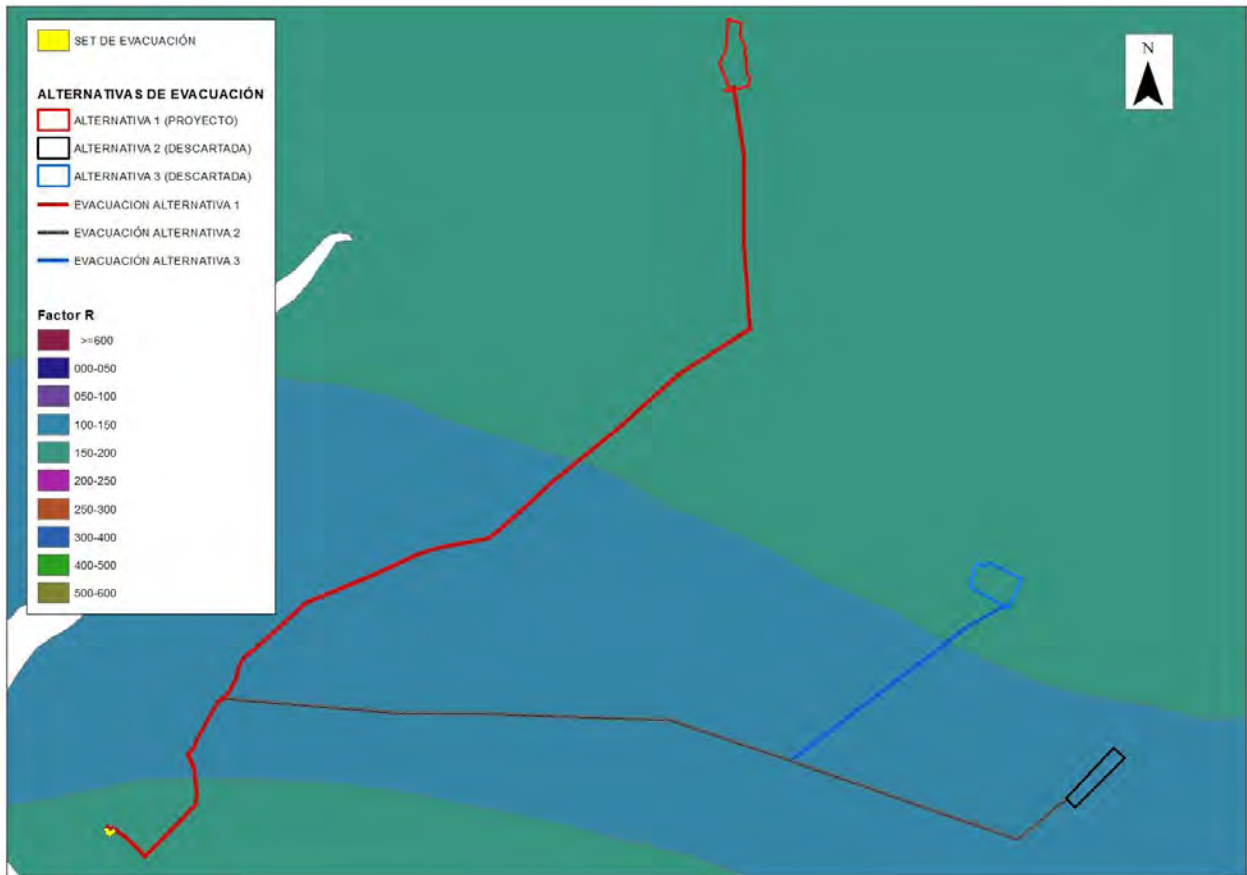 SET DE EVACUACIÓN
ALTERNATIVAS DE EVACUACIÓN
ALTERNATIVA 1 (PROYECTO)
ALTERNATIVA 2 (DESCARTADA)
ALTERNATIVA 3 (DESCARTADA)
EVACUACION ALTERNATIVA 1
EVACUACIÓN ALTERNATIVA 2
EVACUACIÓN ALTERNATIVA 3
Factor R
>=600
000-050
050-100
100-150
150-200
200-250
250-300
300-400
400-500
500-600
N